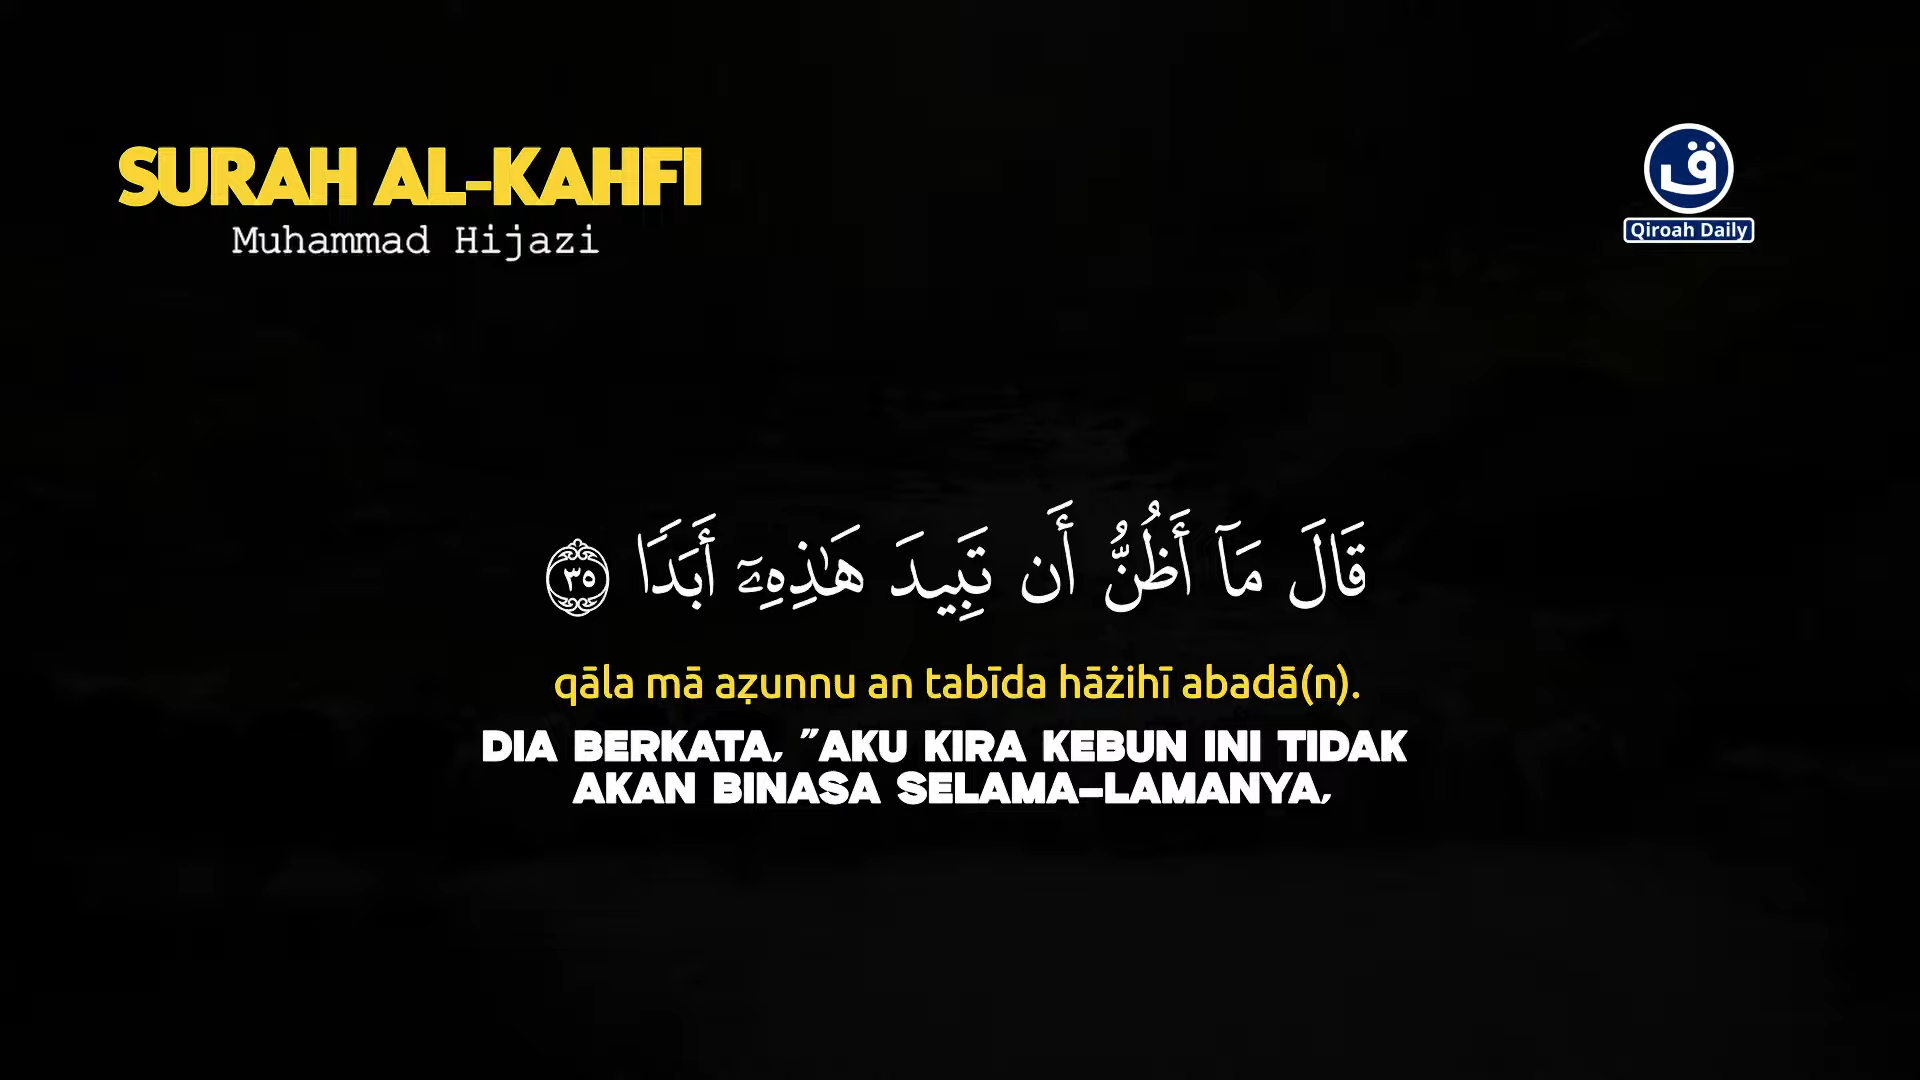 SURAH AL-KAHFI
Muhammad Hijazi
ق
Qiroah Daily
قَالَ مَآ أَظُنُّ أَن تَبِيدَ هَـٰذِهِۦٓ أَبَدًا ٣٥
qāla mā aẓunnu an tabīda hāżihī abadā(n).
DIA BERKATA, "AKU KIRA KEBUN INI TIDAK
AKAN BINASA SELAMA-LAMANYA,